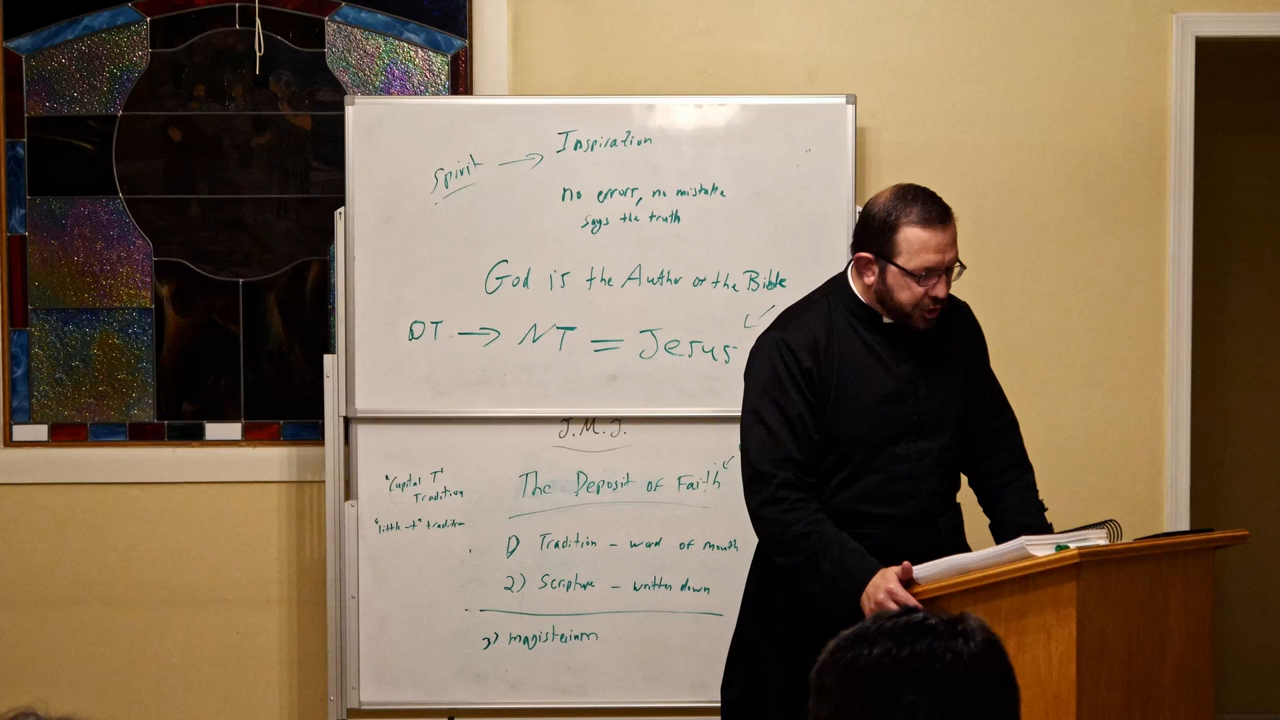 Inspiration
Spirit →
no errors, no mistake
says the truth
God is the Author of the Bible
OT → NT = Jesus
J.M.J.
The Deposit of Faith
"Capital T"
Tradition
"little-t" tradition
1) Tradition - word of mouth
2) Scripture - written down
3) magisterium